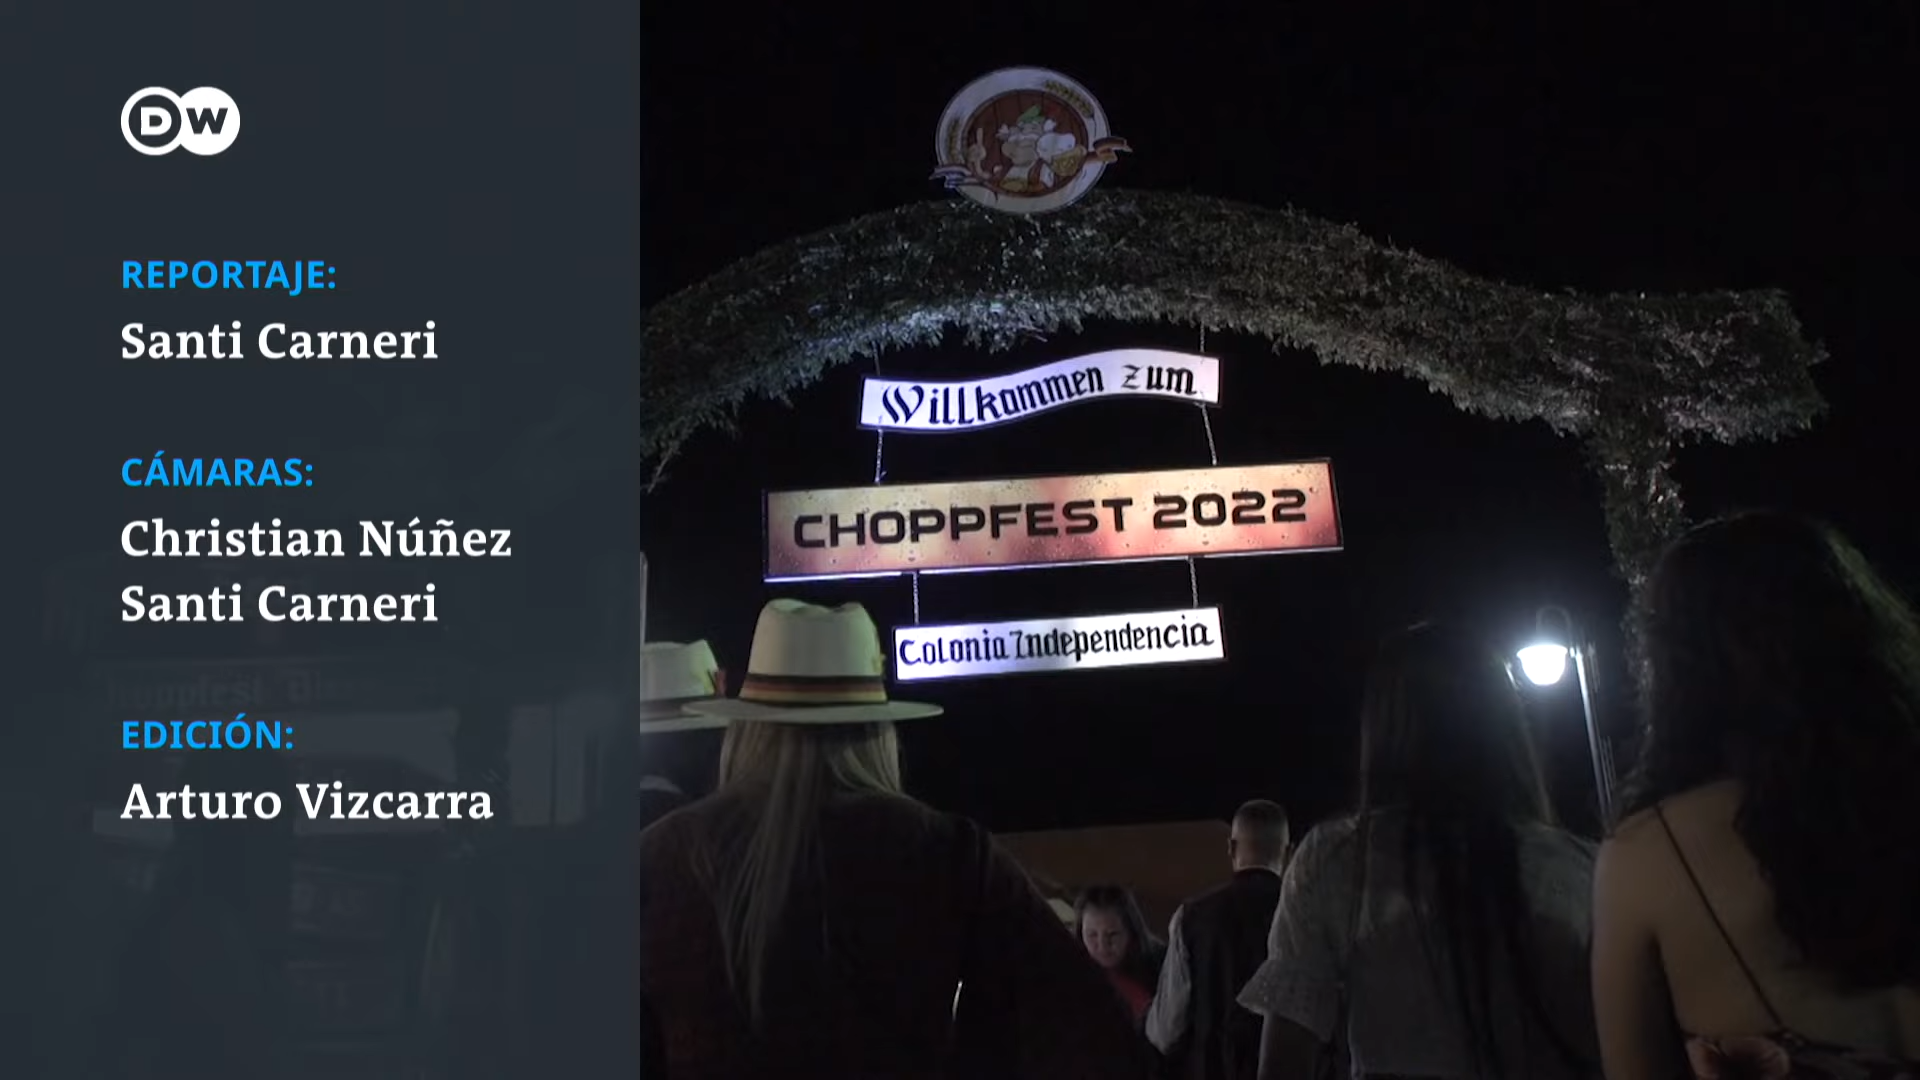 DW
REPORTAJE:
Santi Carneri
CÁMARAS:
Christian Núñez
Santi Carneri
EDICIÓN:
Arturo Vizcarra
Willkommen zum
CHOPPFEST 2022
Colonia Independencia